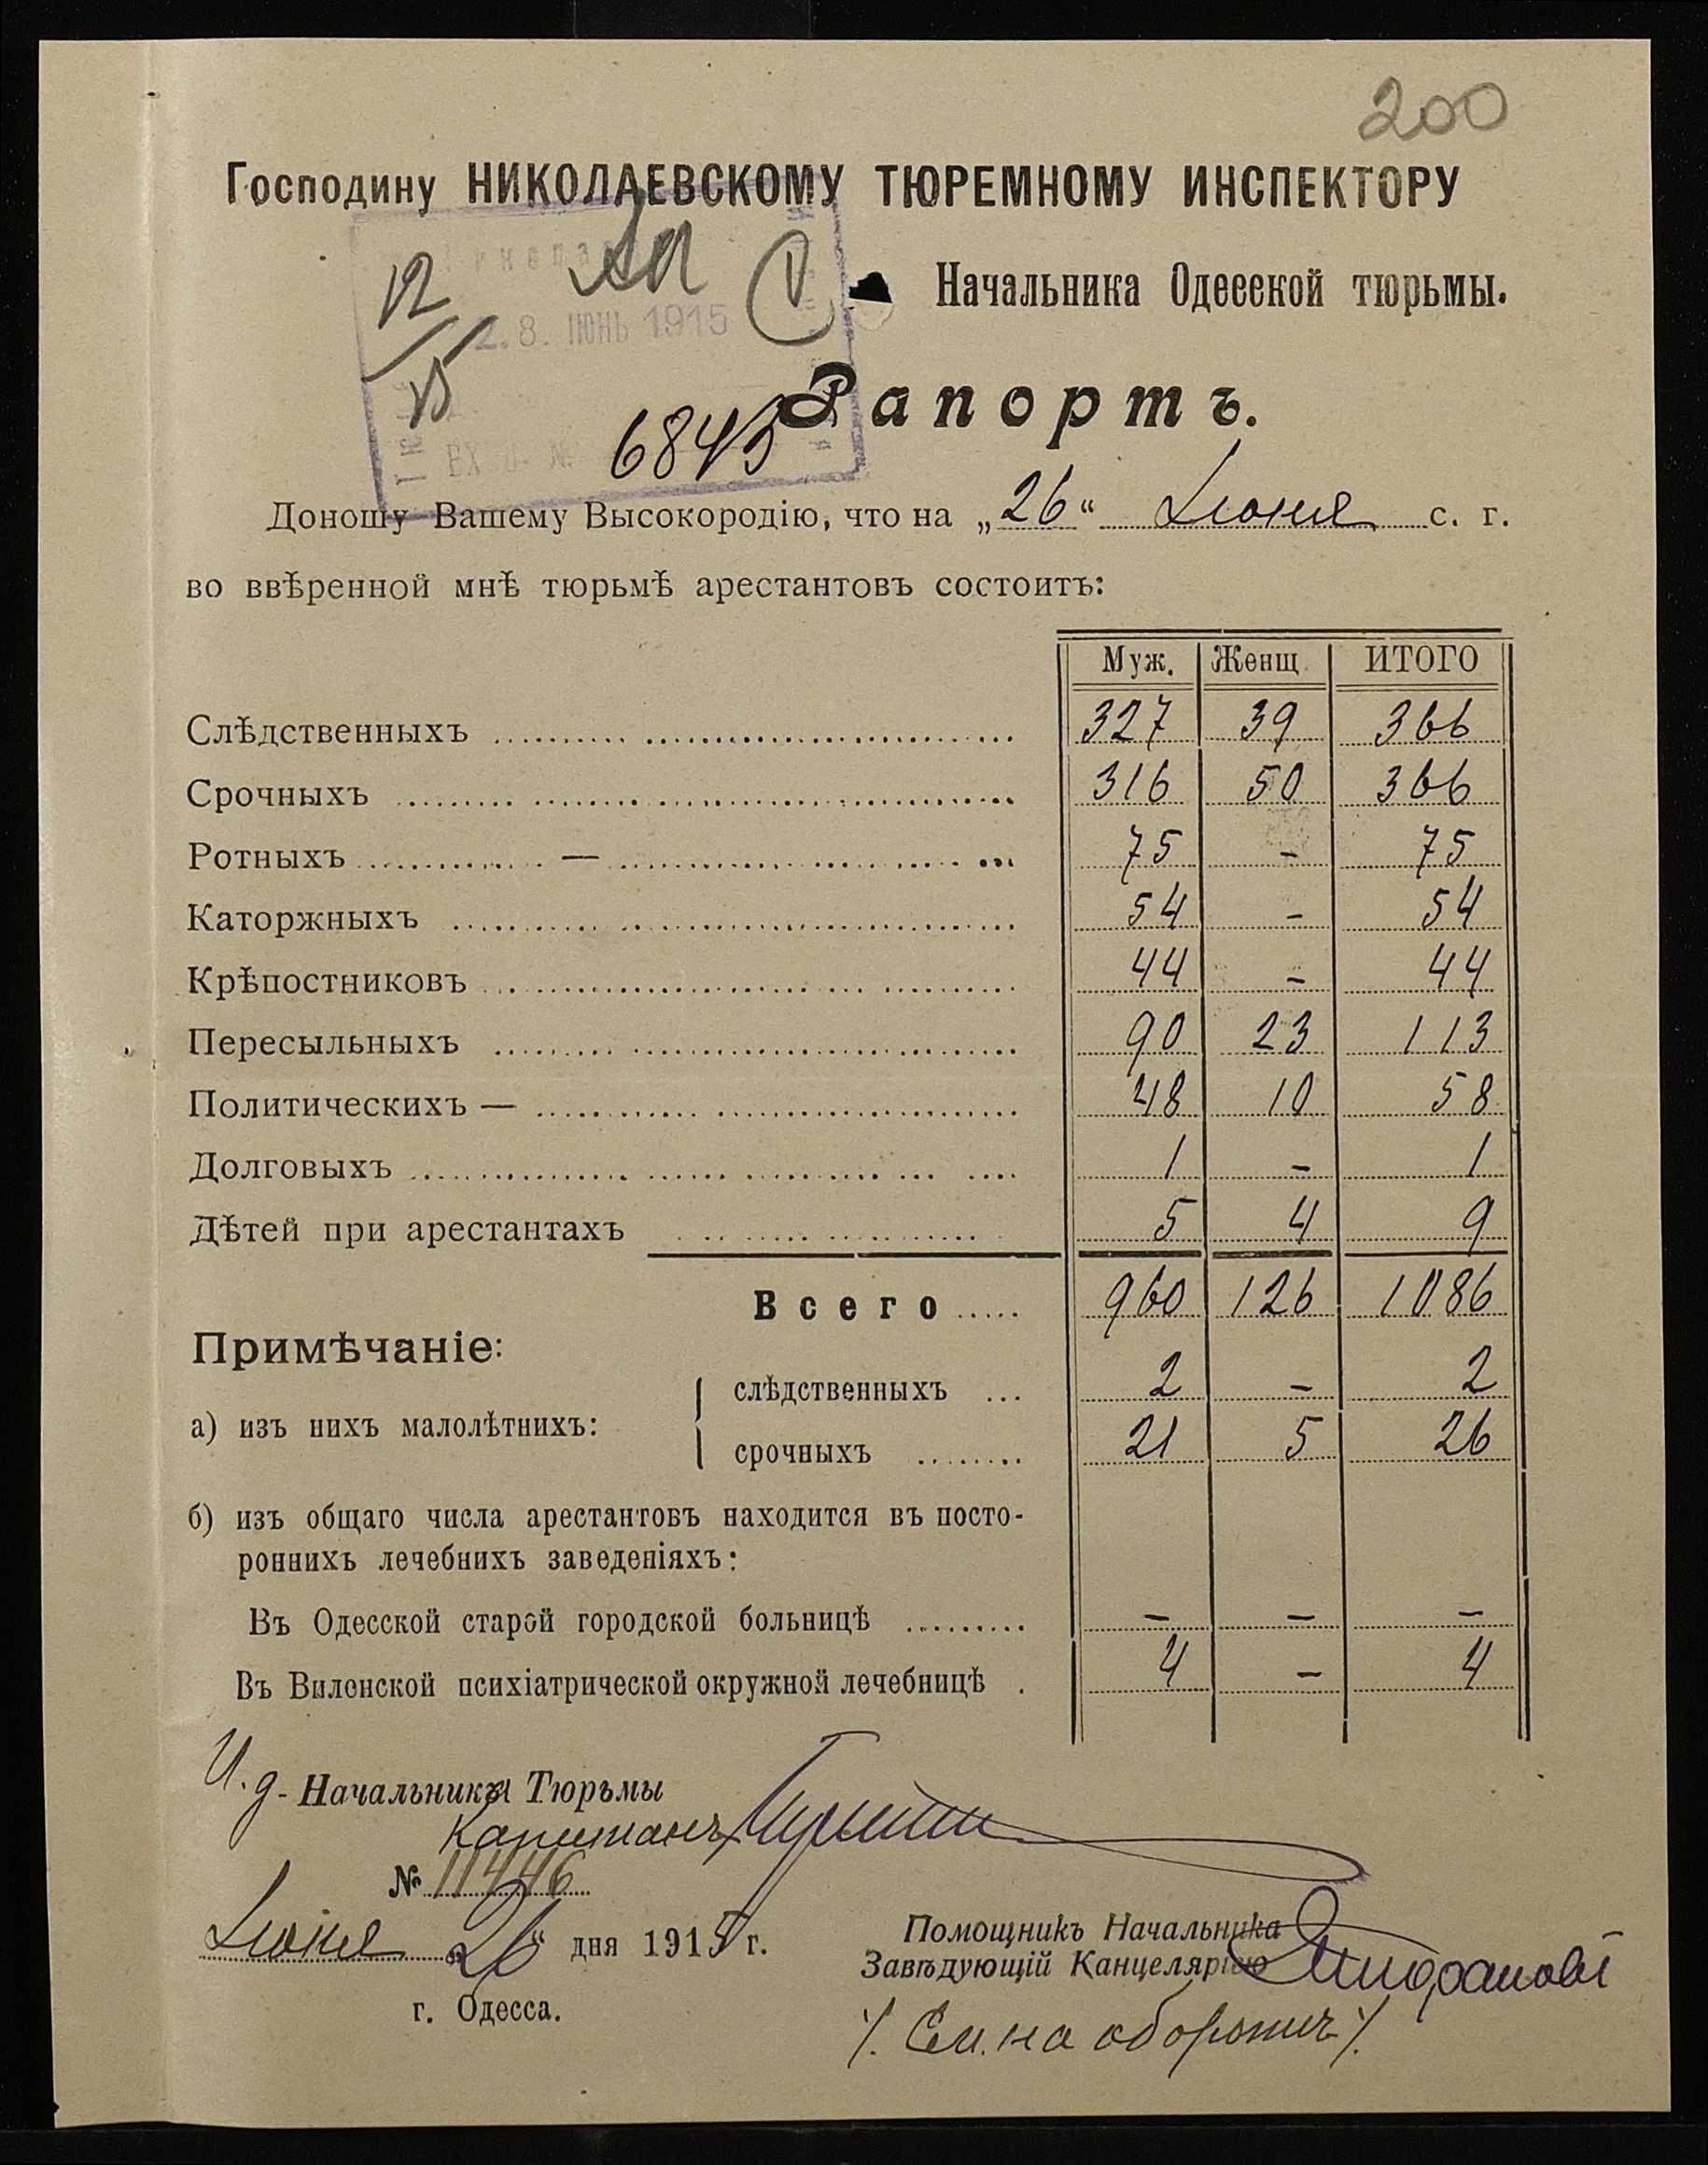 200
Господину НИКОЛАЕВСКОМУ ТЮРЕМНОМУ ИНСПЕКТОРУ
Начальника Одесской тюрьмы.
12
15
28. ІЮНЬ 1915
ВХОД. №
6843
Рапортъ.
Доношу Вашему Высокородію, что на „26“ Іюня с. г.
во ввѣренной мнѣ тюрьмѣ арестантовъ состоитъ:
Муж. Женщ. ИТОГО
Слѣдственныхъ 327 39 366
Срочныхъ 316 50 366
Ротныхъ — 75 - 75
Каторжныхъ 54 - 54
Крѣпостниковъ 44 - 44
Пересыльныхъ 90 23 113
Политическихъ — 48 10 58
Долговыхъ 1 - 1
Дѣтей при арестантахъ 5 4 9
Всего 960 126 1086
Примѣчаніе:
слѣдственныхъ 2 - 2
а) изъ нихъ малолѣтнихъ:
срочныхъ 21 5 26
б) изъ общаго числа арестантовъ находится въ посто-
роннихъ лечебнихъ заведеніяхъ:
Въ Одесской старой городской больницѣ — — —
Въ Виленской психіатрической окружной лечебницѣ 4 - 4
И. д. Начальника Тюрьмы
Капитанъ
№ 11446
Іюня „26“ дня 1915 г.
г. Одесса.
Помощникъ Начальника
Завѣдующій Канцеляріею
/. См. на оборотѣ /.